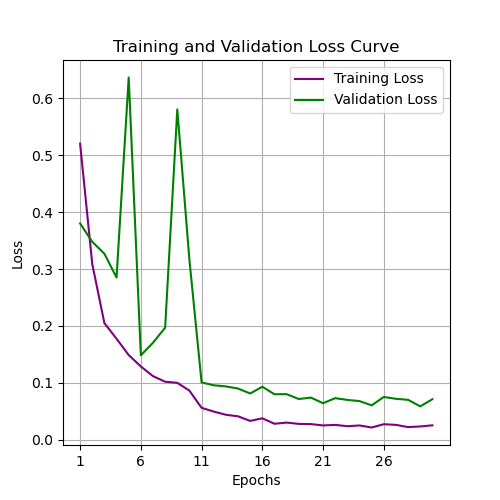 Training and Validation Loss Curve
Training Loss
Validation Loss
0.6
0.5
0.4
0.3
0.2
0.1
0.0
Loss
1 6 11 16 21 26
Epochs